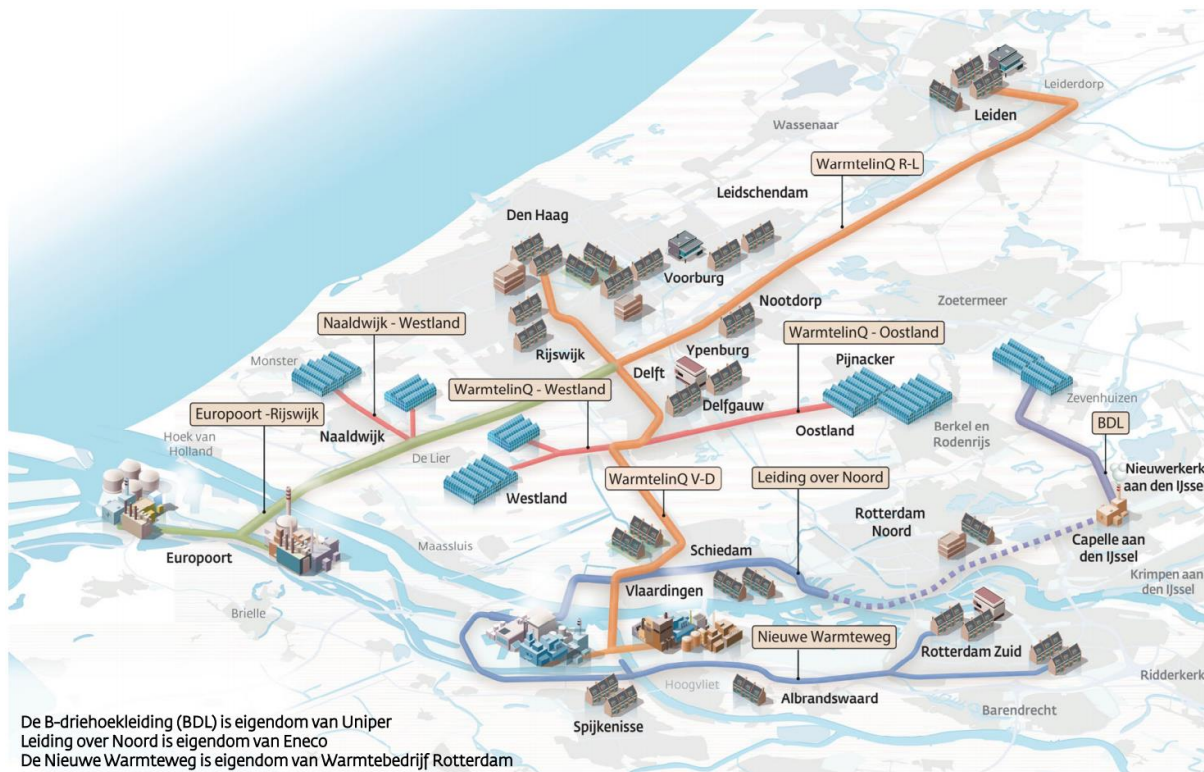 Leiderdorp
Leiden
Wassenaar
WarmtelinQ R-L
Leidschendam
Den Haag
Voorburg
Nootdorp
Zoetermeer
Naaldwijk - Westland
WarmtelinQ - Oostland
Monster
Rijswijk
Ypenburg
Pijnacker
Delft
WarmtelinQ - Westland
Delfgauw
Zevenhuizen
Europoort -Rijswijk
Naaldwijk
Oostland
Berkel en
Rodenrijs
BDL
Hoek van
Holland
De Lier
Westland
WarmtelinQ V-D
Leiding over Noord
Nieuwerkerk
aan den IJssel
Rotterdam
Noord
Capelle aan
den IJssel
Europoort
Maassluis
Schiedam
Krimpen aan
den IJssel
Vlaardingen
Brielle
Nieuwe Warmteweg
Rotterdam Zuid
Hoogvliet
Ridderkerk
Albrandswaard
Barendrecht
Spijkenisse
De B-driehoekleiding (BDL) is eigendom van Uniper
Leiding over Noord is eigendom van Eneco
De Nieuwe Warmteweg is eigendom van Warmtebedrijf Rotterdam